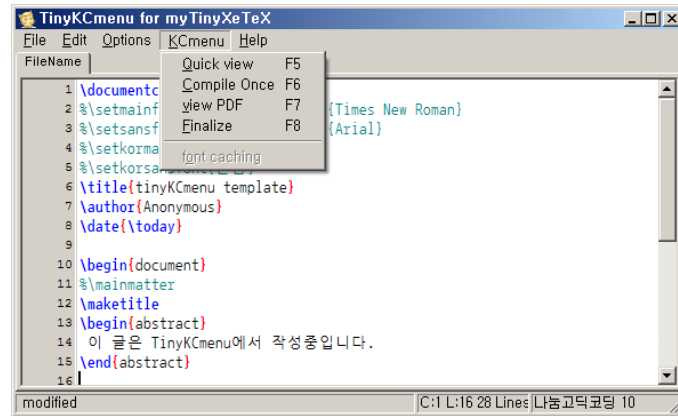 TinyKCmenu for myTinyXeTeX
File Edit Options KCmenu Help
FileName
Quick view F5
Compile Once F6
view PDF F7
Finalize F8
font caching
1 \documentc
2 %\setmainf {Times New Roman}
3 %\setsansf {Arial}
4 %\setkorma
5 %\setkorsa
6 \title{tinyKCmenu template}
7 \author{Anonymous}
8 \date{\today}
9
10 \begin{document}
11 %\mainmatter
12 \maketitle
13 \begin{abstract}
14 이 글은 TinyKCmenu에서 작성중입니다.
15 \end{abstract}
16
modified C:1 L:16 28 Lines 나눔고딕코딩 10